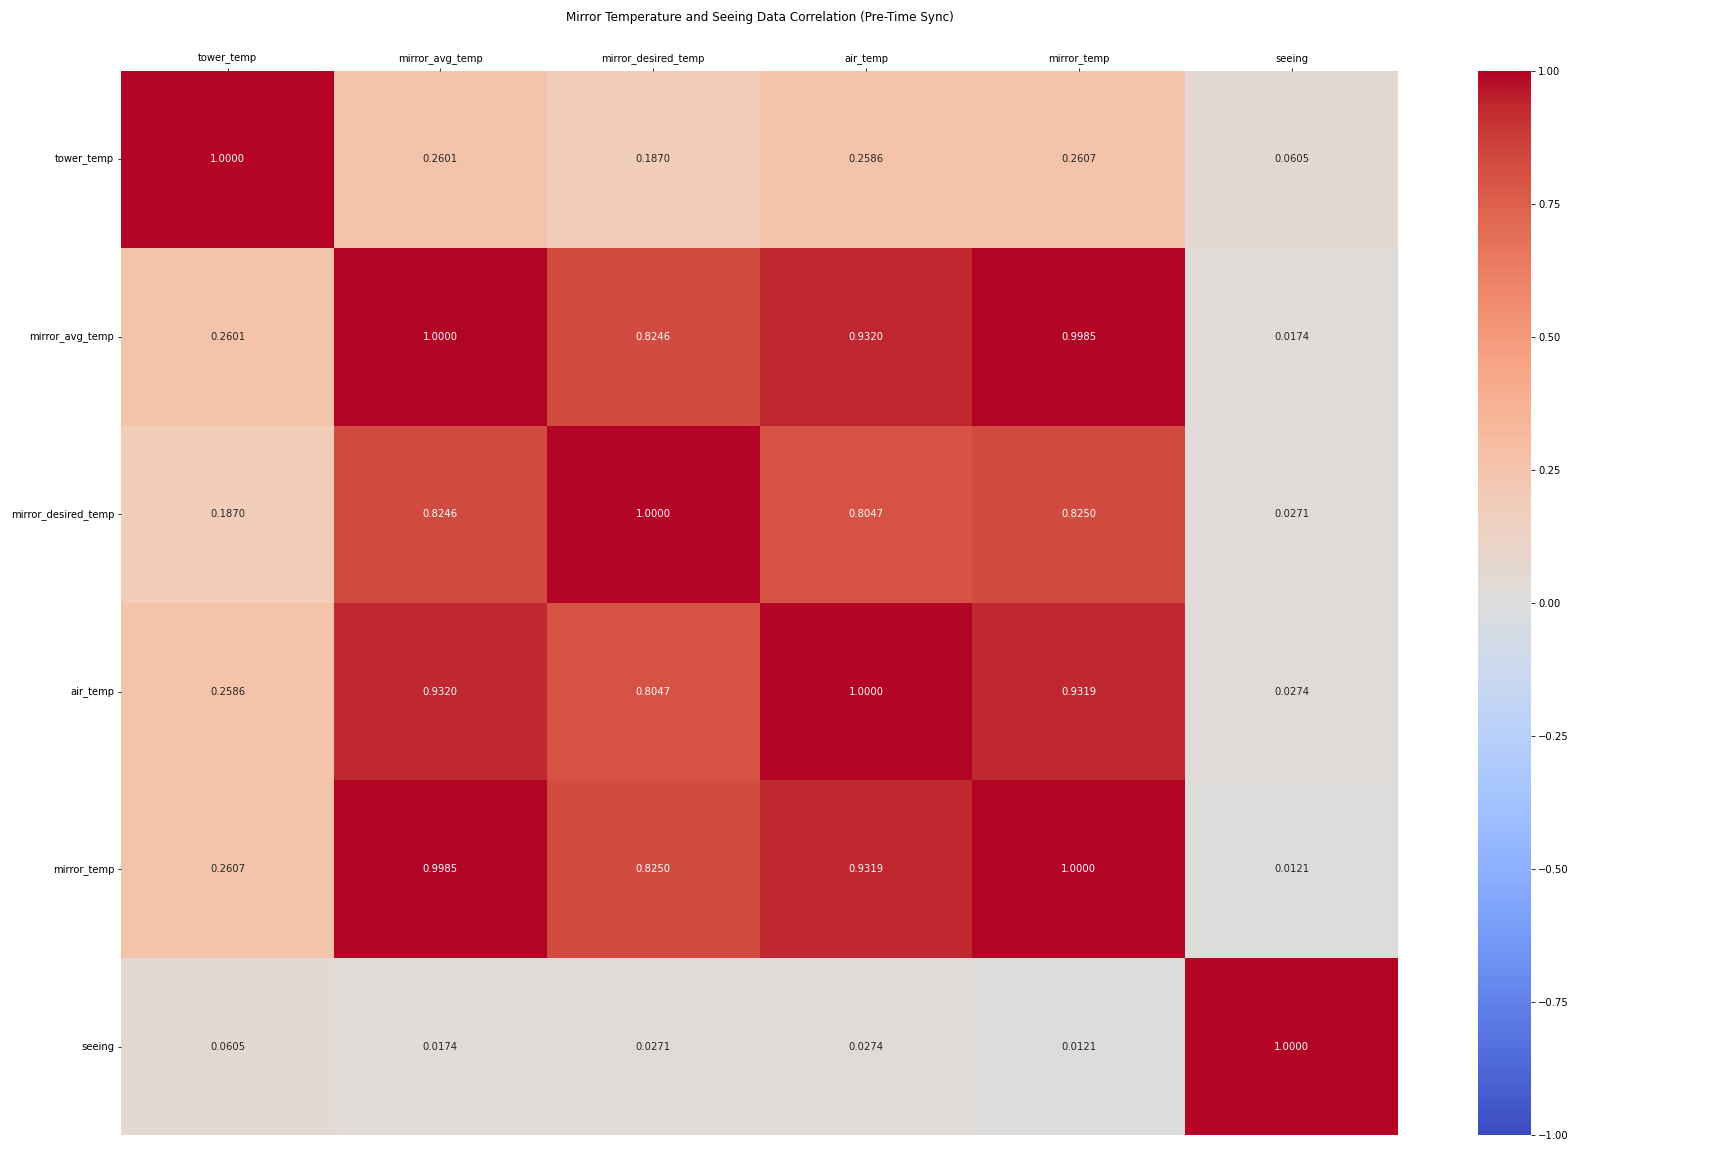 Mirror Temperature and Seeing Data Correlation (Pre-Time Sync)
tower_temp mirror_avg_temp mirror_desired_temp air_temp mirror_temp seeing
tower_temp 1.0000 0.2601 0.1870 0.2586 0.2607 0.0605
mirror_avg_temp 0.2601 1.0000 0.8246 0.9320 0.9985 0.0174
mirror_desired_temp 0.1870 0.8246 1.0000 0.8047 0.8250 0.0271
air_temp 0.2586 0.9320 0.8047 1.0000 0.9319 0.0274
mirror_temp 0.2607 0.9985 0.8250 0.9319 1.0000 0.0121
seeing 0.0605 0.0174 0.0271 0.0274 0.0121 1.0000
1.00
0.75
0.50
0.25
0.00
−0.25
−0.50
−0.75
−1.00